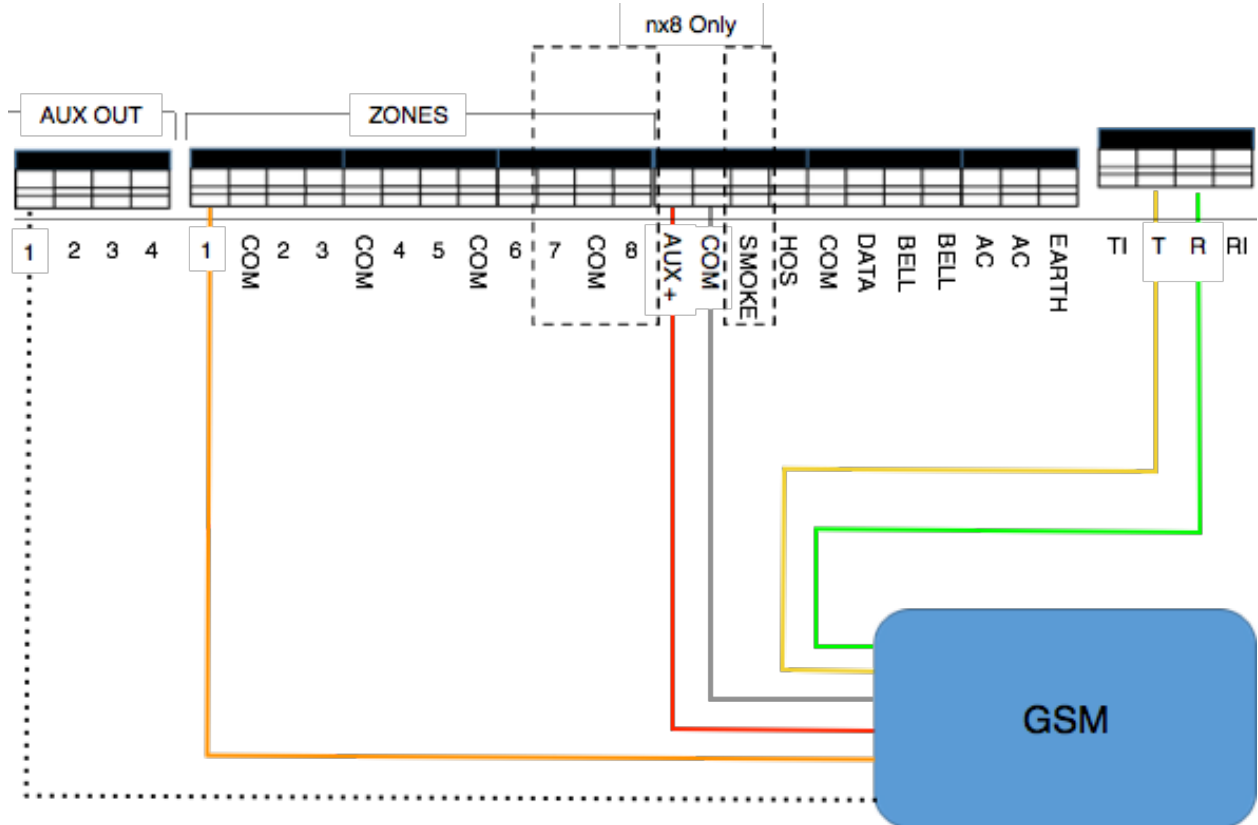 nx8 Only
AUX OUT
ZONES
1 2 3 4
1 COM 2 3 COM 4 5 COM 6 7 COM 8 AUX + COM SMOKE HOS COM DATA BELL BELL AC AC EARTH
TI T R RI
GSM